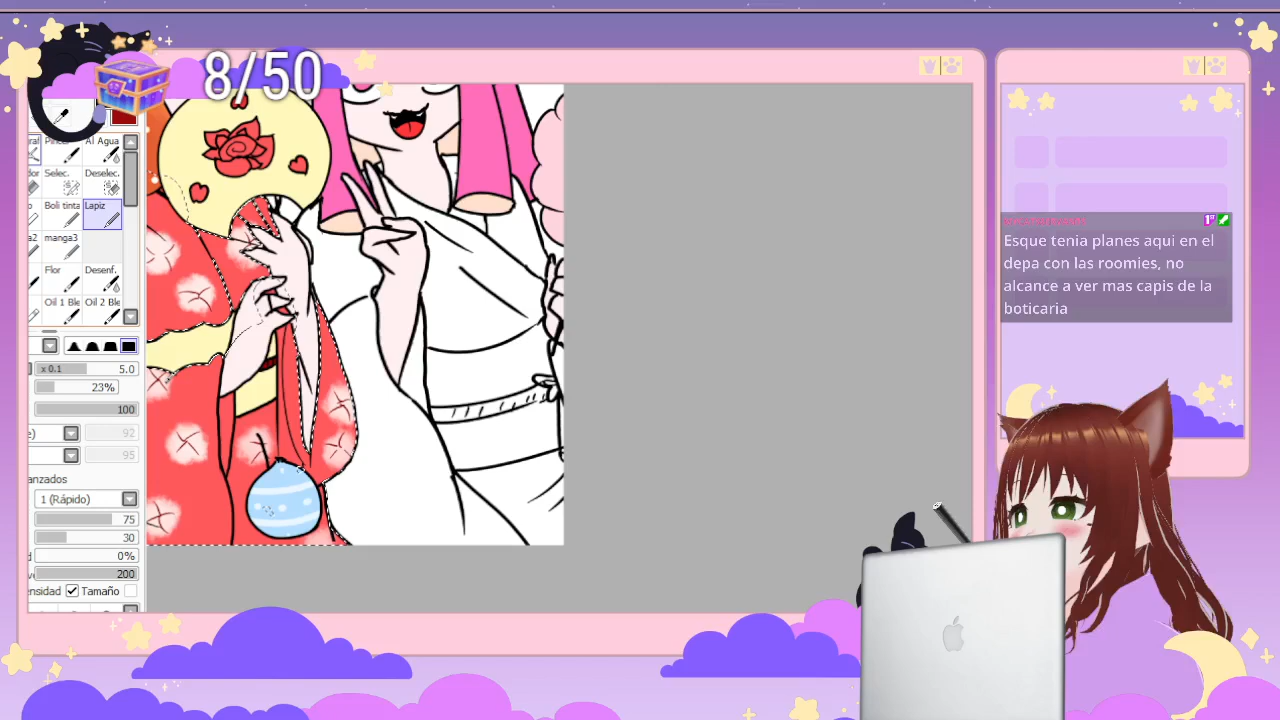 8/50
Al Agua
Selec. Deselec.
Boli tinta Lapiz
manga3
Flor Desenf.
Oil 1 Ble Oil 2 Ble
x 0.1 5.0
23%
100
92
95
anzados
1 (Rápido)
75
30
0%
200
ensidad Tamaño
1st
Esque tenia planes aqui en el
depa con las roomies, no
alcance a ver mas capis de la
boticaria